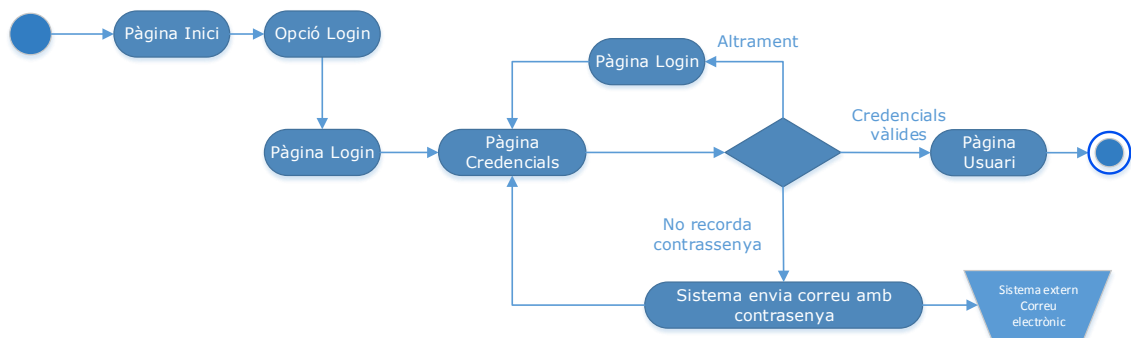 Pàgina Inici
Opció Login
Pàgina Login
Altrament
Pàgina Login
Pàgina
Credencials
Credencials
vàlides
Pàgina
Usuari
No recorda
contrassenya
Sistema envia correu amb
contrasenya
Sistema extern
Correu
electrònic